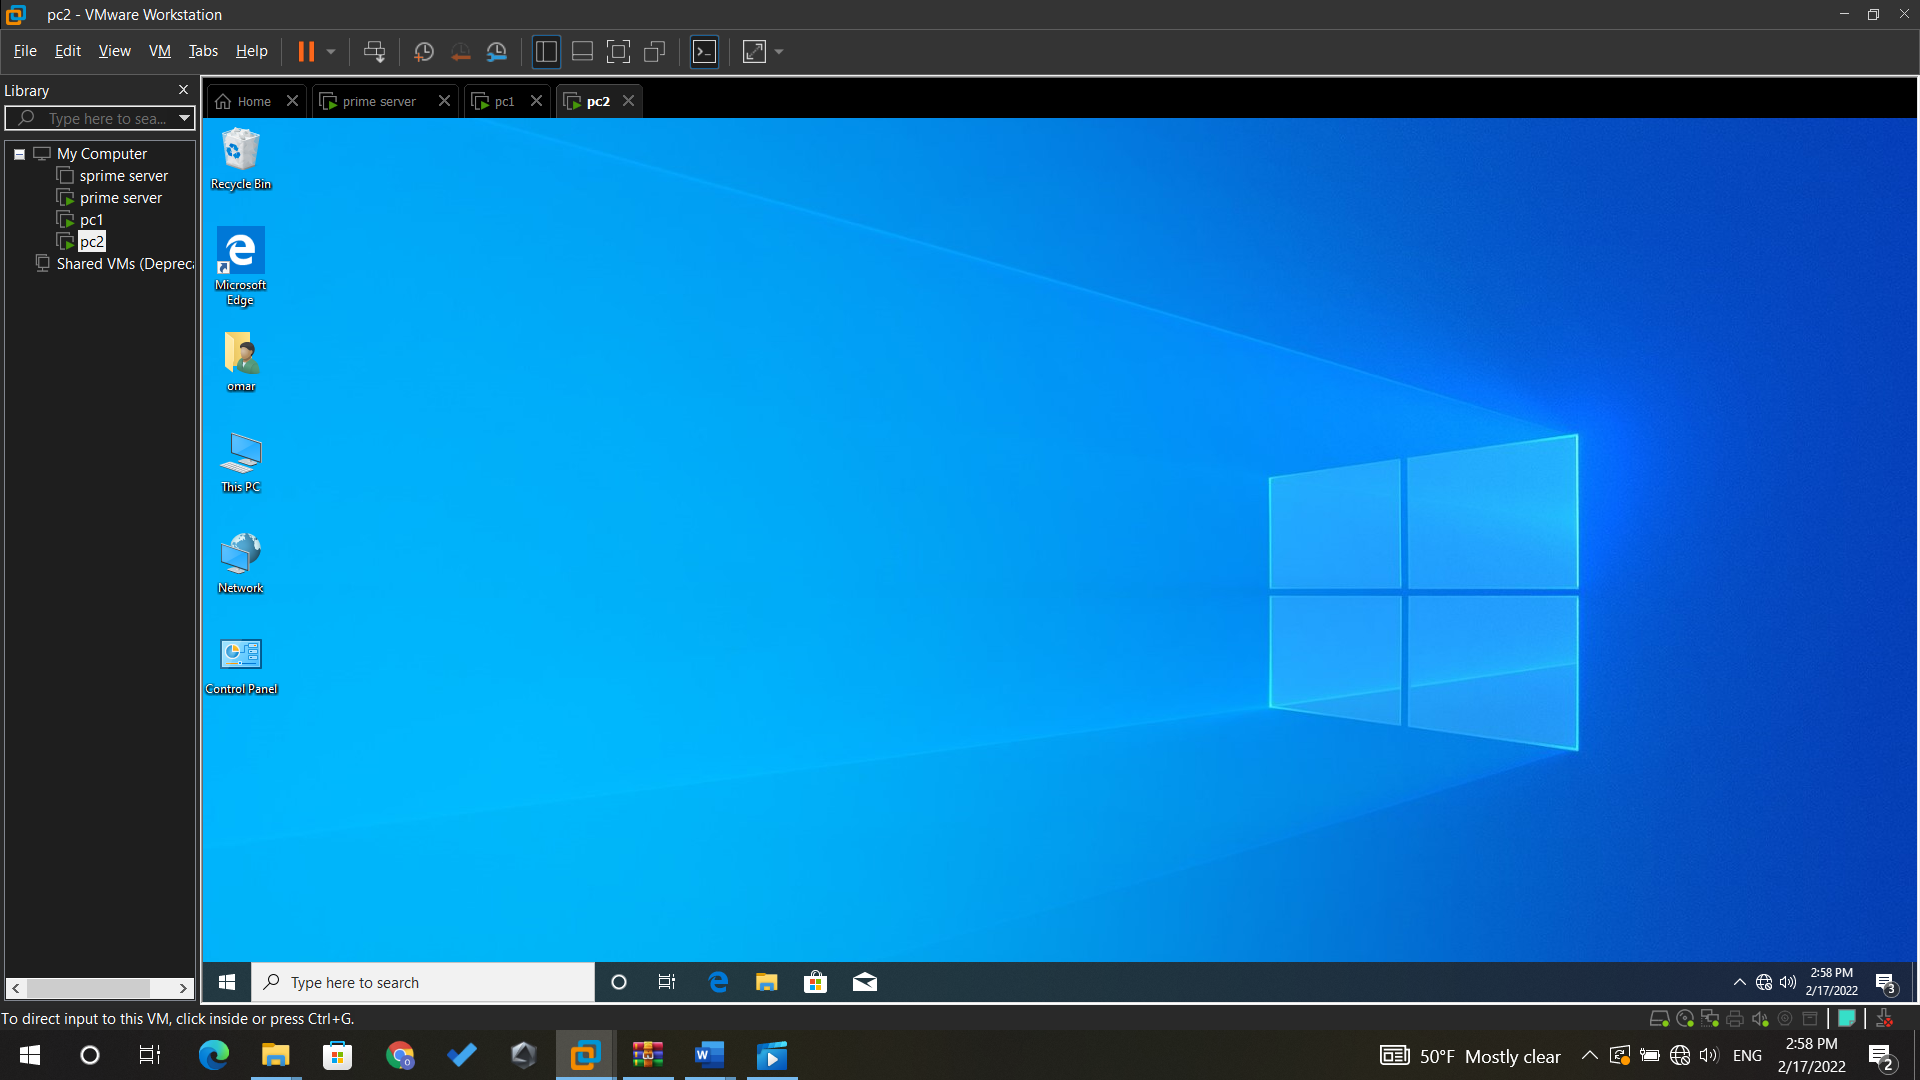 pc2 - VMware Workstation
File Edit View VM Tabs Help
Library
Type here to sea...
My Computer
sprime server
prime server
pc1
pc2
Shared VMs (Depreca
Home
prime server
pc1
pc2
Recycle Bin
Microsoft
Edge
omar
This PC
Network
Control Panel
Type here to search
2:58 PM
2/17/2022
3
To direct input to this VM, click inside or press Ctrl+G.
50°F Mostly clear
ENG
2:58 PM
2/17/2022
2